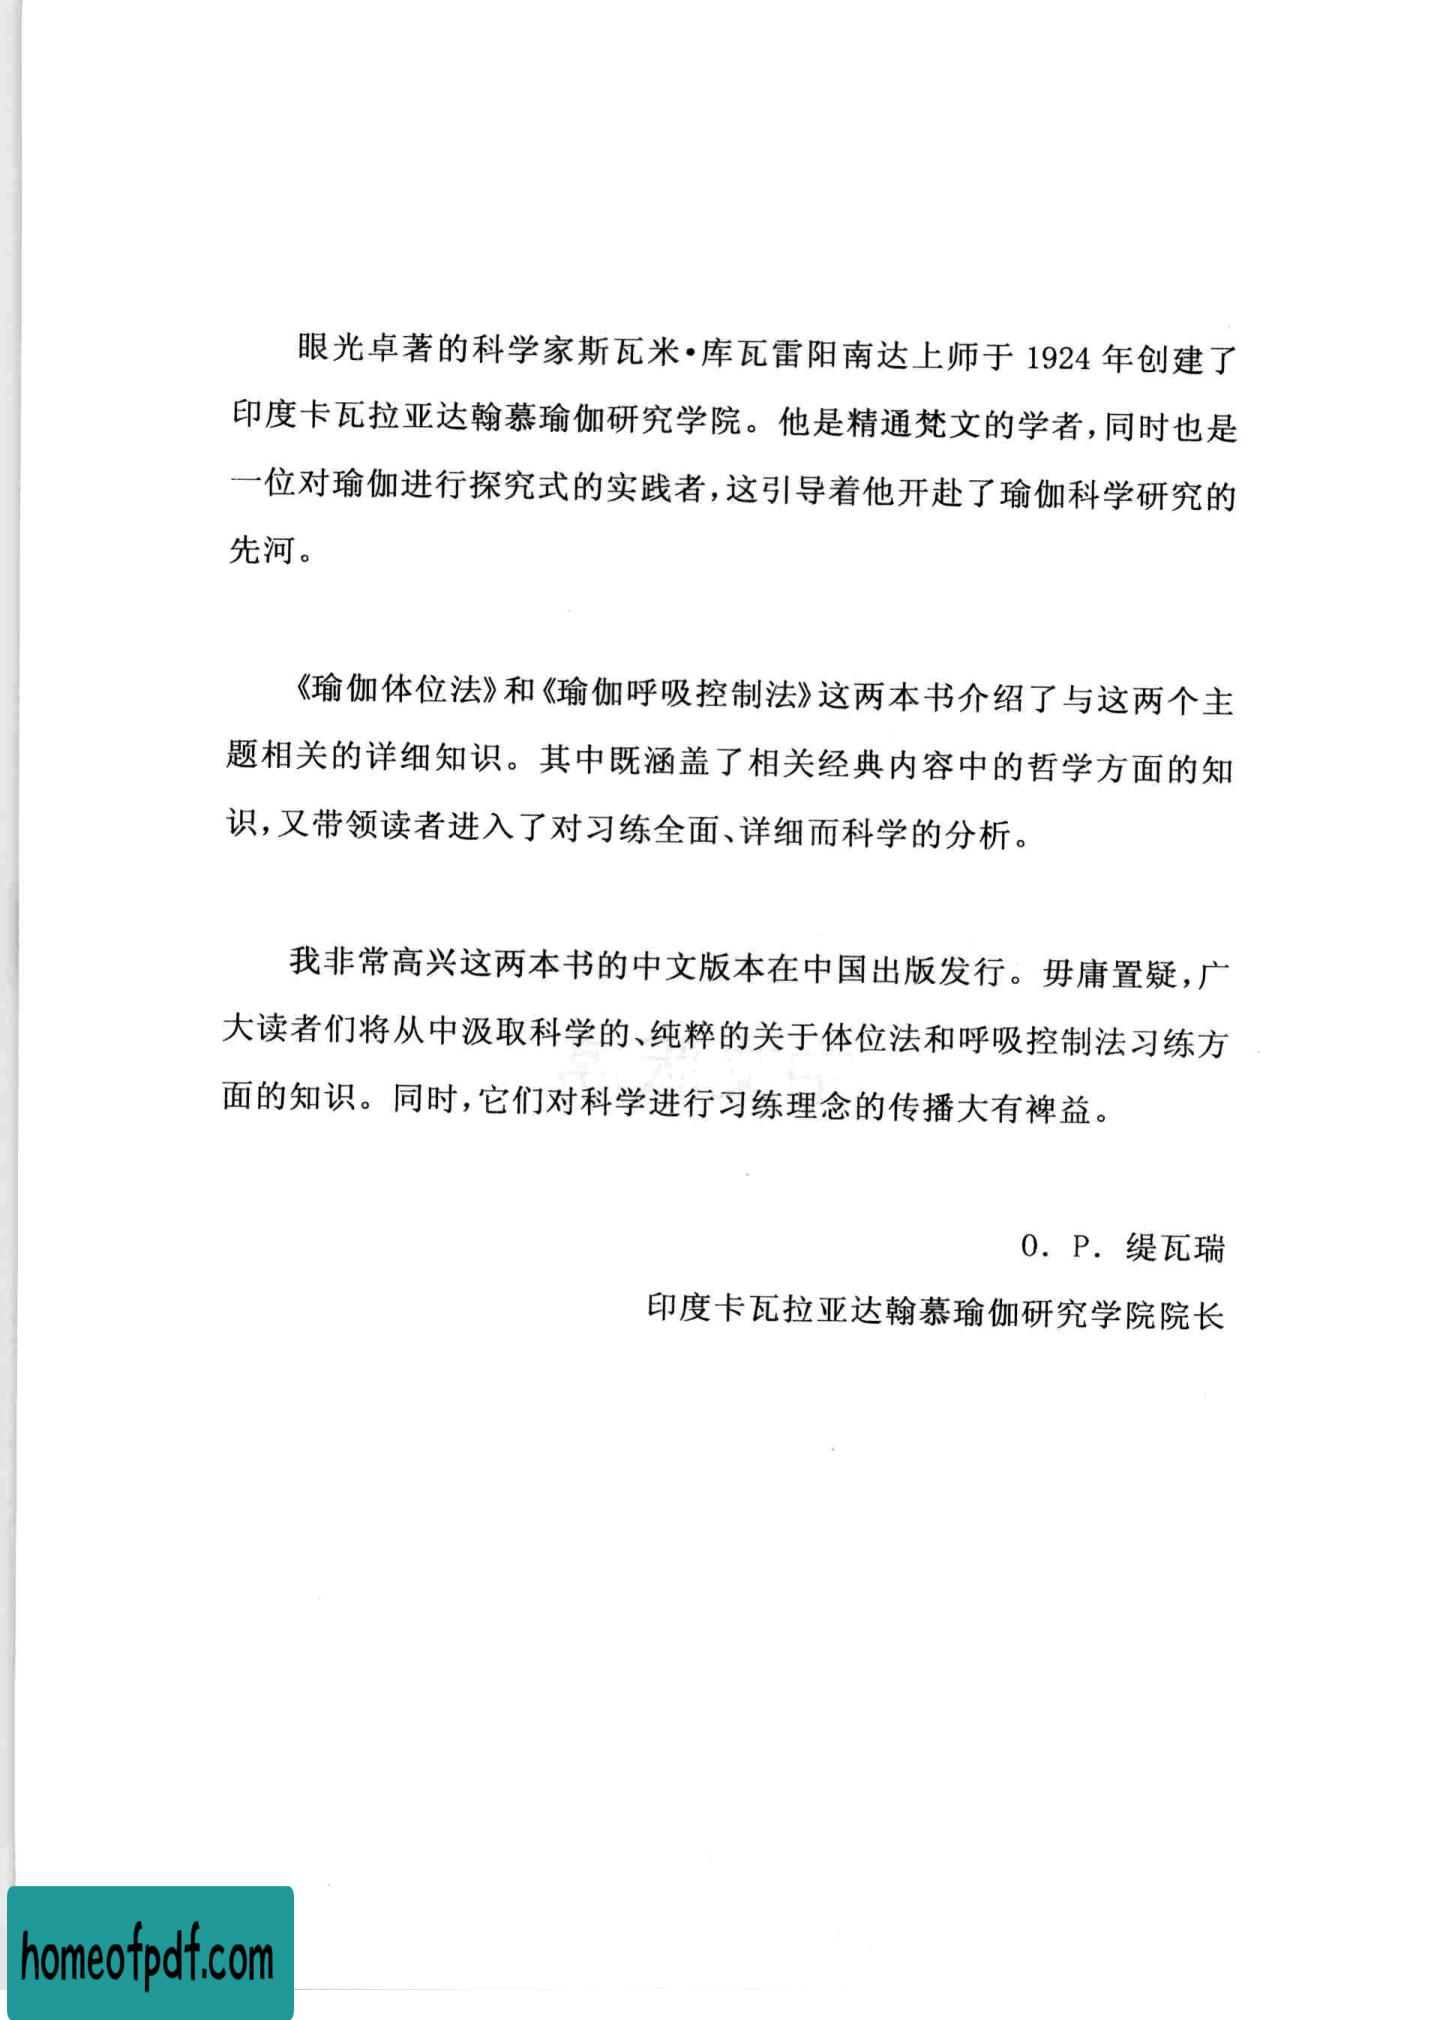 眼光卓著的科学家斯瓦米•库瓦雷阳南达上师于 1924 年创建了
印度卡瓦拉亚达翰慕瑜伽研究学院。他是精通梵文的学者,同时也是
一位对瑜伽进行探究式的实践者,这引导着他开赴了瑜伽科学研究的
先河。
《瑜伽体位法》和《瑜伽呼吸控制法》这两本书介绍了与这两个主
题相关的详细知识。其中既涵盖了相关经典内容中的哲学方面的知
识,又带领读者进入了对习练全面、详细而科学的分析。
我非常高兴这两本书的中文版本在中国出版发行。毋庸置疑,广
大读者们将从中汲取科学的、纯粹的关于体位法和呼吸控制法习练方
面的知识。同时,它们对科学进行习练理念的传播大有裨益。
O. P. 缇瓦瑞
印度卡瓦拉亚达翰慕瑜伽研究学院院长
homeofpdf.com